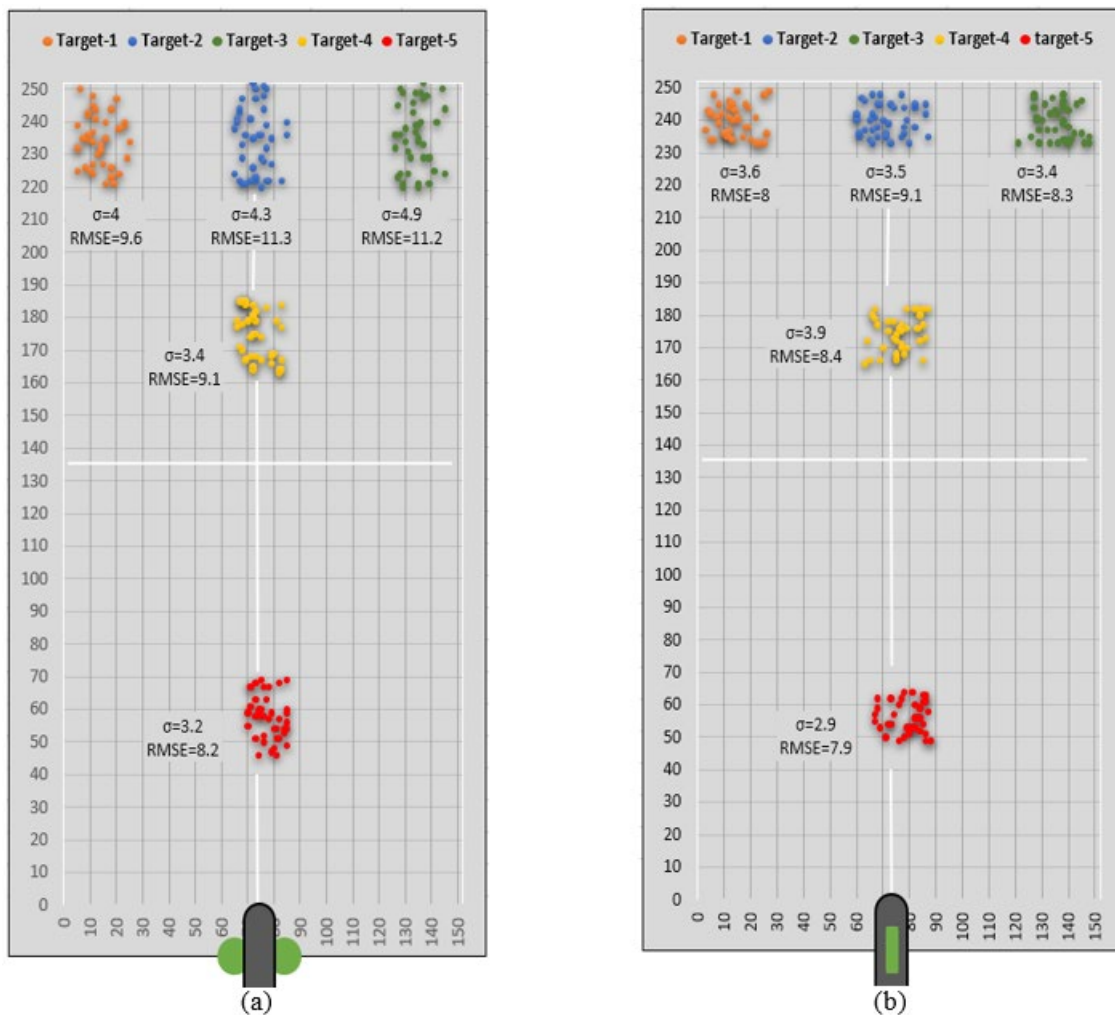 Target-1 Target-2 Target-3 Target-4 Target-5
250
240
230
220
σ=4 σ=4.3 σ=4.9
210
RMSE=9.6 RMSE=11.3 RMSE=11.2
200
190
180
170
σ=3.4
RMSE=9.1
160
150
140
130
120
110
100
90
80
70
60
σ=3.2
50
RMSE=8.2
40
30
20
10
0
0 10 20 30 40 50 60 80 90 100 110 120 130 140 150
(a)
Target-1 Target-2 Target-3 Target-4 target-5
250
240
230
σ=3.6 σ=3.5 σ=3.4
220
RMSE=8 RMSE=9.1 RMSE=8.3
210
200
190
180
σ=3.9
170
RMSE=8.4
160
150
140
130
120
110
100
90
80
70
60
σ=2.9
50
RMSE=7.9
40
30
20
10
0
0 10 20 30 40 50 60 80 90 100 110 120 130 140 150
(b)